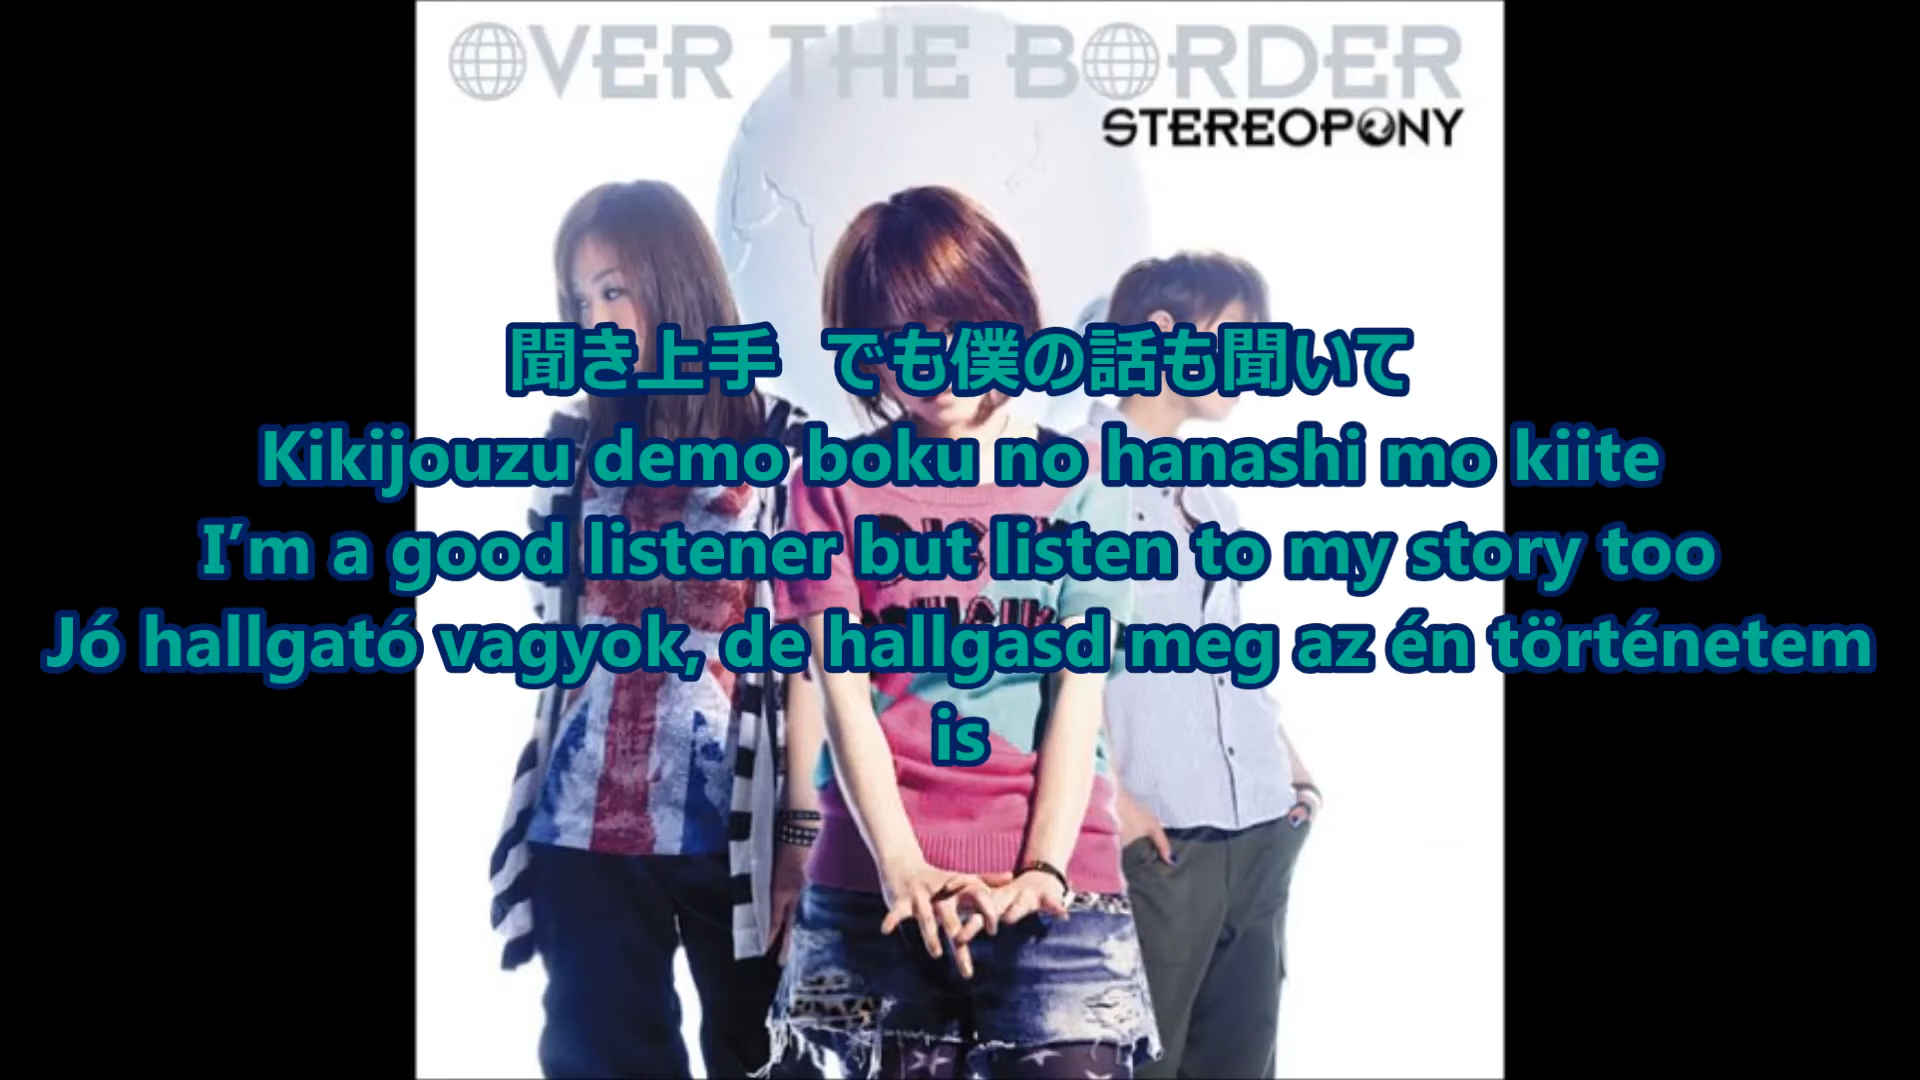 OVER THE BORDER
STEREOPONY
聞き上手 でも僕の話も聞いて
Kikijouzu demo boku no hanashi mo kiite
I’m a good listener but listen to my story too
Jó hallgató vagyok, de hallgasd meg az én történetem
is